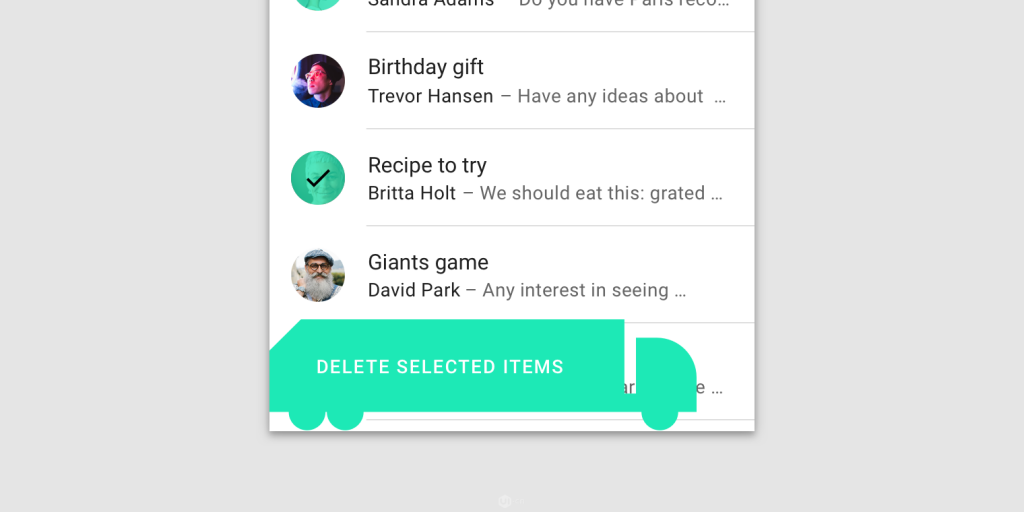 Sandra Adams – Do you have Paris reco…
Birthday gift
Trevor Hansen – Have any ideas about …
Recipe to try
Britta Holt – We should eat this: grated …
Giants game
David Park – Any interest in seeing …
DELETE SELECTED ITEMS